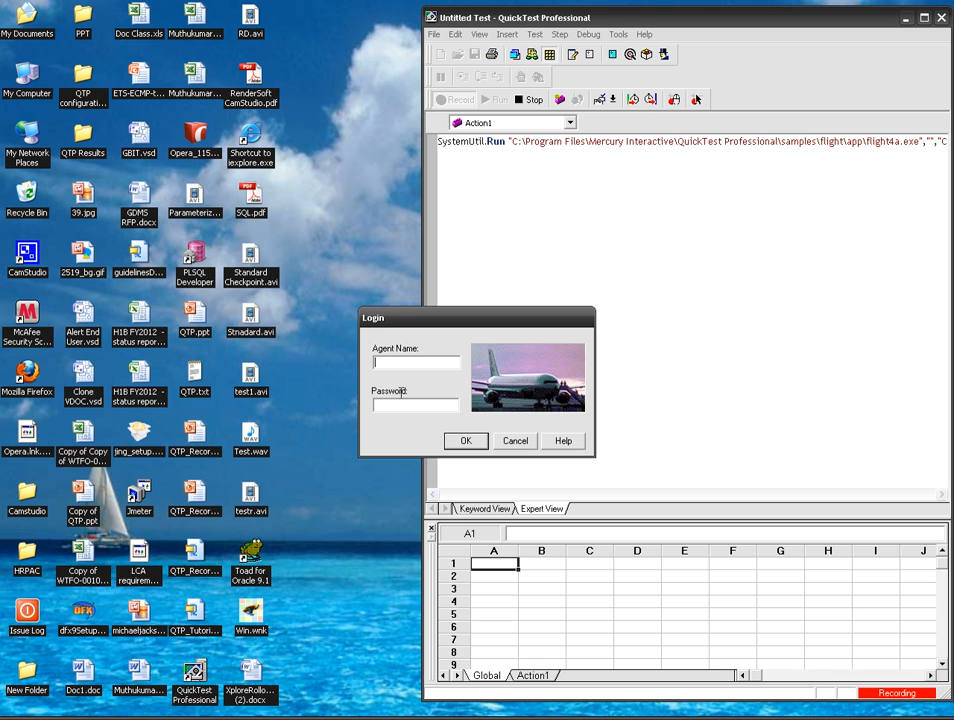 My Documents
PPT
Doc Class.xls
Muthukumar...
RD.avi
My Computer
QTP
configurati...
ETS-ECMP-t...
Muthukumar...
RenderSoft
CamStudio.pdf
My Network
Places
QTP Results
GBIT.vsd
Opera_115...
Shortcut to
iexplore.exe
Recycle Bin
39.jpg
GDMS
RFP.docx
Parameteriz...
SQL.pdf
CamStudio
2519_bg.gif
guidelinesD...
PLSQL
Developer
Standard
Checkpoint.avi
McAfee
Security Sc...
Alert End
User.vsd
H1B FY2012 -
status repor...
QTP.ppt
Stnadard.avi
Mozilla Firefox
Clone
VDOC.vsd
H1B FY2012 -
status repor...
QTP.txt
test1.avi
Opera.lnk....
Copy of Copy
of WTFO-0...
jing_setup....
QTP_Recor...
Test.wav
Camstudio
Copy of
QTP.ppt
Jmeter
QTP_Recor...
testr.avi
HRPAC
Copy of
WTFO-0010...
LCA
requirem...
QTP_Recor...
Toad for
Oracle 9.1
Issue Log
dfx9Setup...
michaeljacks...
QTP_Tutori...
Win.wnk
New Folder
Doc1.doc
Muthukuma...
QuickTest
Professional
XploreRollo...
(2).docx
Untitled Test - QuickTest Professional
File Edit View Insert Test Step Debug Tools Help
Record Run Stop
Action1
SystemUtil.Run "C:\Program Files\Mercury Interactive\QuickTest Professional\samples\flight\app\flight4a.exe","","C
Login
Agent Name:
Password:
OK Cancel Help
Keyword View Expert View
A1
A B C D E F G H I J
1
2
3
4
5
6
7
8
9
Global Action1
Recording